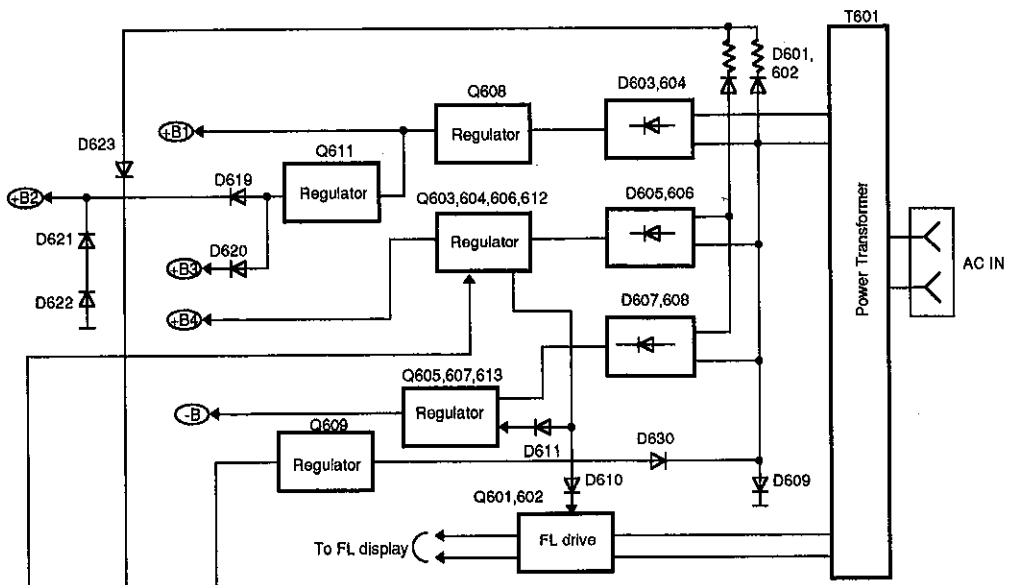 T601
D601,
602
D603,604
Q608
Regulator
+B1
D623
Q611
Regulator
D619
+B2
Q603,604,606,612
Regulator
D605,606
D621
D620
+B3
D622
+B4
D607,608
Power Transformer
AC IN
Q605,607,613
Regulator
-B
Q609
Regulator
D611
D630
D610
D609
Q601,602
FL drive
To FL display